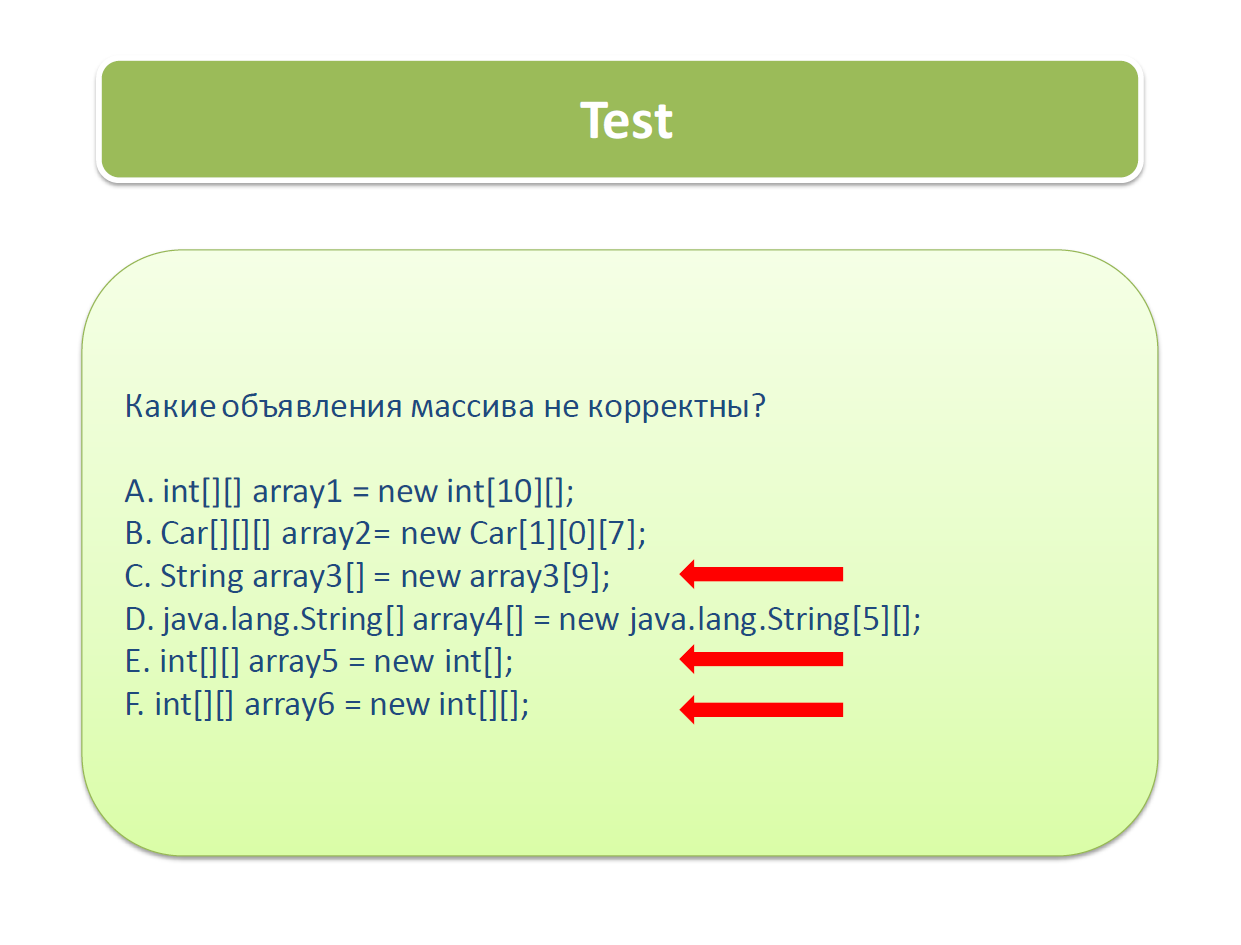 Test
Какие объявления массива не корректны?
A. int[][] array1 = new int[10][];
B. Car[][][] array2= new Car[1][0][7];
C. String array3[] = new array3[9];
D. java.lang.String[] array4[] = new java.lang.String[5][];
E. int[][] array5 = new int[];
F. int[][] array6 = new int[][];